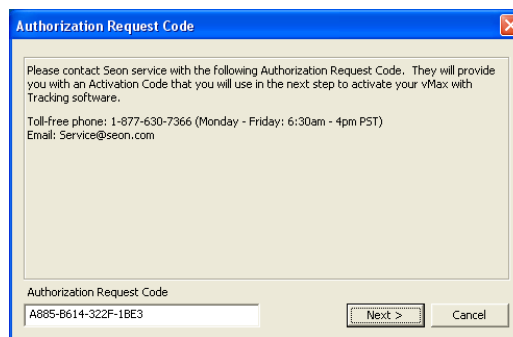 Authorization Request Code
Please contact Seon service with the following Authorization Request Code. They will provide
you with an Activation Code that you will use in the next step to activate your vMax with
Tracking software.
Toll-free phone: 1-877-630-7366 (Monday - Friday: 6:30am - 4pm PST)
Email: Service@seon.com
Authorization Request Code
A885-B614-322F-1BE3
Next >
Cancel